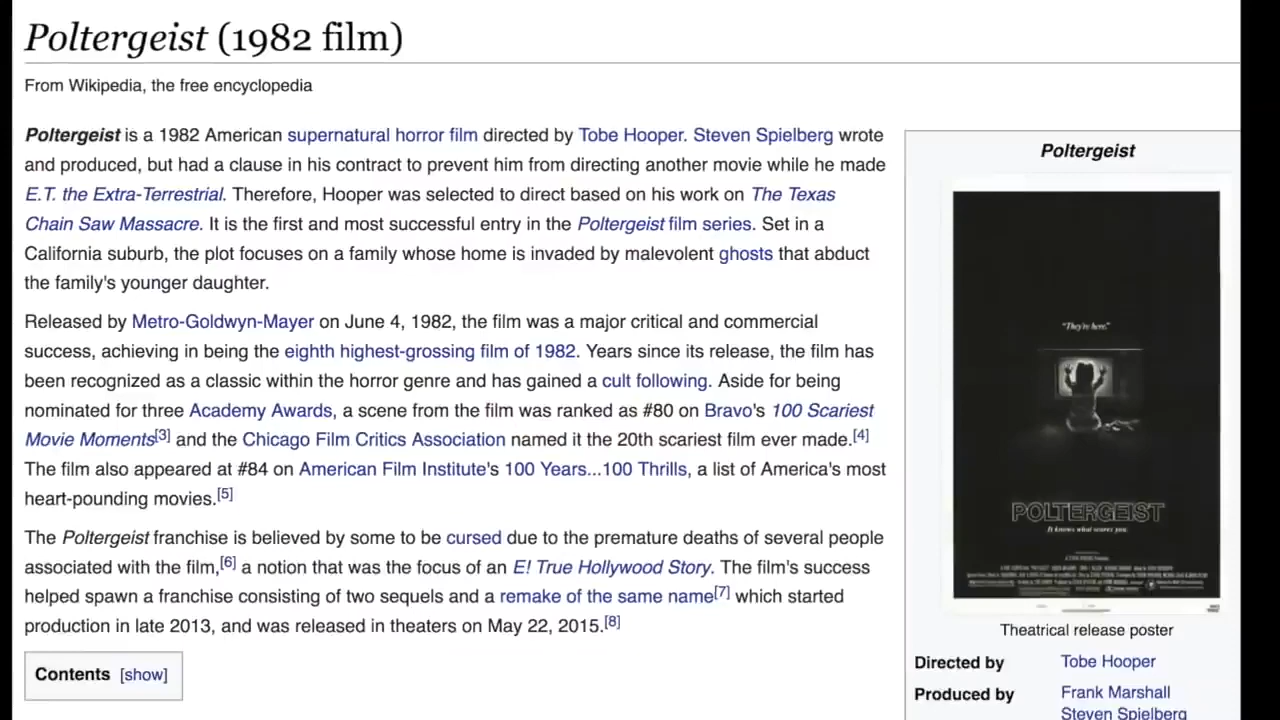 Poltergeist (1982 film)
From Wikipedia, the free encyclopedia
Poltergeist is a 1982 American supernatural horror film directed by Tobe Hooper. Steven Spielberg wrote
and produced, but had a clause in his contract to prevent him from directing another movie while he made
E.T. the Extra-Terrestrial. Therefore, Hooper was selected to direct based on his work on The Texas
Chain Saw Massacre. It is the first and most successful entry in the Poltergeist film series. Set in a
California suburb, the plot focuses on a family whose home is invaded by malevolent ghosts that abduct
the family's younger daughter.
Released by Metro-Goldwyn-Mayer on June 4, 1982, the film was a major critical and commercial
success, achieving in being the eighth highest-grossing film of 1982. Years since its release, the film has
been recognized as a classic within the horror genre and has gained a cult following. Aside for being
nominated for three Academy Awards, a scene from the film was ranked as #80 on Bravo's 100 Scariest
Movie Moments[3] and the Chicago Film Critics Association named it the 20th scariest film ever made.[4]
The film also appeared at #84 on American Film Institute's 100 Years...100 Thrills, a list of America's most
heart-pounding movies.[5]
The Poltergeist franchise is believed by some to be cursed due to the premature deaths of several people
associated with the film,[6] a notion that was the focus of an E! True Hollywood Story. The film's success
helped spawn a franchise consisting of two sequels and a remake of the same name[7] which started
production in late 2013, and was released in theaters on May 22, 2015.[8]
Contents [show]
Poltergeist
"They're here."
POLTERGEIST
It knows what scares you.
Theatrical release poster
Directed by Tobe Hooper
Produced by Frank Marshall
Steven Spielberg